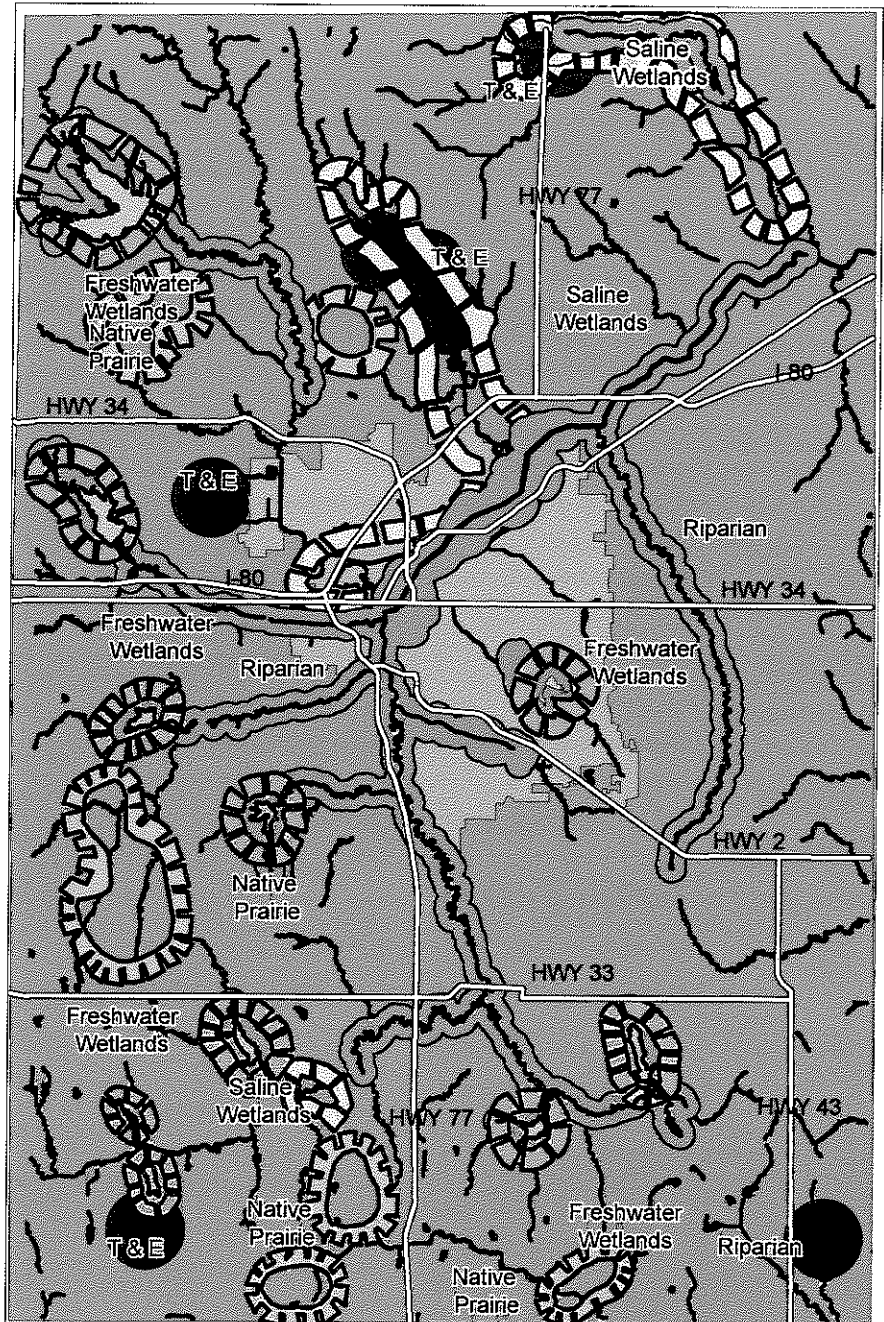 Saline
Wetlands
T & E
HWY 77
T & E
Freshwater
Wetlands
Native
Prairie
Saline
Wetlands
I-80
HWY 34
T & E
Riparian
I-80
HWY 34
Freshwater
Wetlands
Riparian
Freshwater
Wetlands
HWY 2
Native
Prairie
HWY 33
Freshwater
Wetlands
Saline
Wetlands
HWY 77
HWY 43
Native
Prairie
Freshwater
Wetlands
T & E
Riparian
Native
Prairie